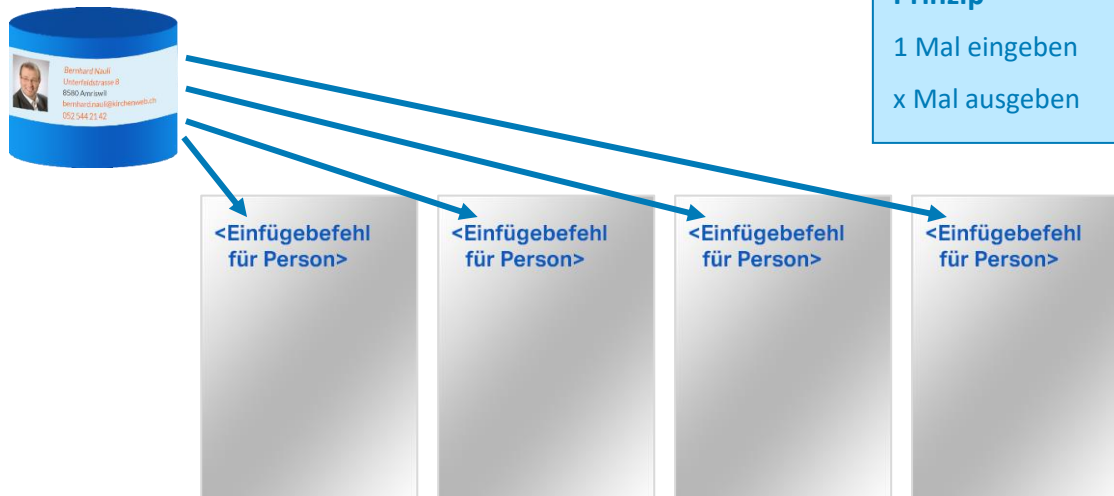 Prinzip
1 Mal eingeben
x Mal ausgeben
Bernhard Nauli
Unterfeldstrasse 8
8580 Amriswil
bernhard.nauli@kirchenweb.ch
052 544 21 42
<Einfügebefehl
für Person>
<Einfügebefehl
für Person>
<Einfügebefehl
für Person>
<Einfügebefehl
für Person>